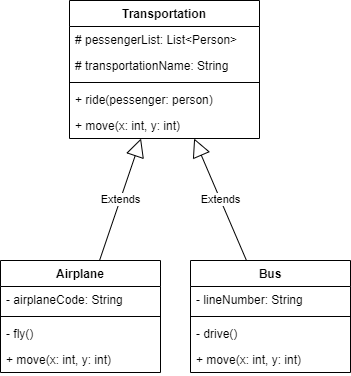 Transportation
# pessengerList: List<Person>
# transportationName: String
+ ride(pessenger: person)
+ move(x: int, y: int)
Extends
Extends
Airplane
- airplaneCode: String
- fly()
+ move(x: int, y: int)
Bus
- lineNumber: String
- drive()
+ move(x: int, y: int)